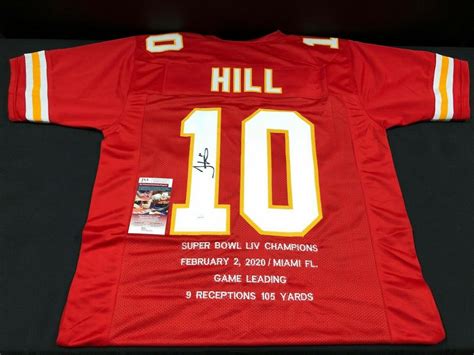 10 10
HILL
10
SUPER BOWL LIV CHAMPIONS
FEBRUARY 2, 2020 / MIAMI FL.
GAME LEADING
9 RECEPTIONS 105 YARDS